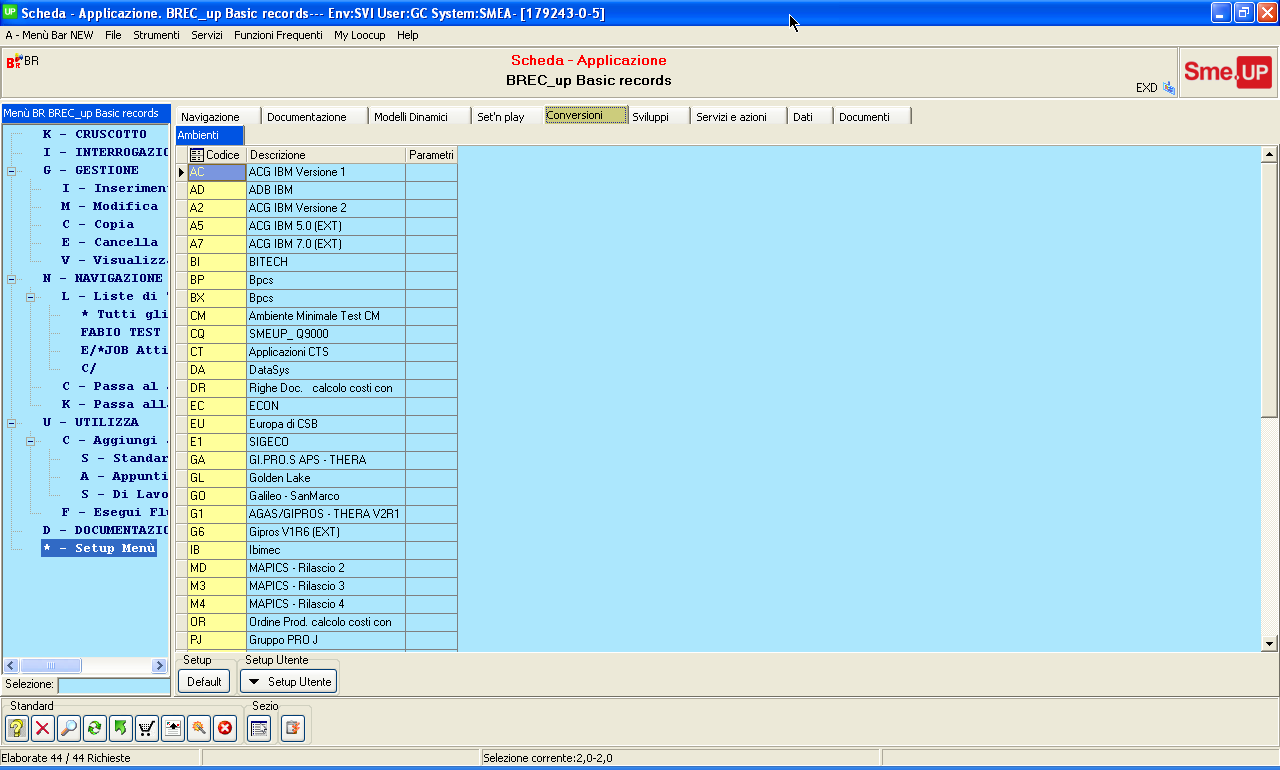 UP Scheda - Applicazione. BREC_up Basic records--- Env:SVI User:GC System:SMEA- [179243-0-5]
A - Menù Bar NEW File Strumenti Servizi Funzioni Frequenti My Loocup Help
BR BR
Scheda - Applicazione
BREC_up Basic records
EXD
Sme.UP
Menù BR BREC_up Basic records
K - CRUSCOTTO
I - INTERROGAZIO
G - GESTIONE
I - Inserimen
M - Modifica
C - Copia
E - Cancella
V - Visualizz
N - NAVIGAZIONE
L - Liste di
* Tutti gli
FABIO TEST
E/*JOB Atti
C/
C - Passa al
K - Passa all
U - UTILIZZA
C - Aggiungi
S - Standar
A - Appunti
S - Di Lavo
F - Esegui Fl
D - DOCUMENTAZIO
* - Setup Menù
Selezione:
Navigazione Documentazione Modelli Dinamici Set'n play Conversioni Sviluppi Servizi e azioni Dati Documenti
Ambienti
Codice Descrizione Parametri
AC ACG IBM Versione 1
AD ADB IBM
A2 ACG IBM Versione 2
A5 ACG IBM 5.0 (EXT)
A7 ACG IBM 7.0 (EXT)
BI BITECH
BP Bpcs
BX Bpcs
CM Ambiente Minimale Test CM
CQ SMEUP_ Q9000
CT Applicazioni CTS
DA DataSys
DR Righe Doc. calcolo costi con
EC ECON
EU Europa di CSB
E1 SIGECO
GA GI.PRO.S APS - THERA
GL Golden Lake
GO Galileo - SanMarco
G1 AGAS/GIPROS - THERA V2R1
G6 Gipros V1R6 (EXT)
IB Ibimec
MD MAPICS - Rilascio 2
M3 MAPICS - Rilascio 3
M4 MAPICS - Rilascio 4
OR Ordine Prod. calcolo costi con
PJ Gruppo PRO J
Setup Setup Utente
Default Setup Utente
Standard Sezio
Elaborate 44 / 44 Richieste Selezione corrente:2,0-2,0